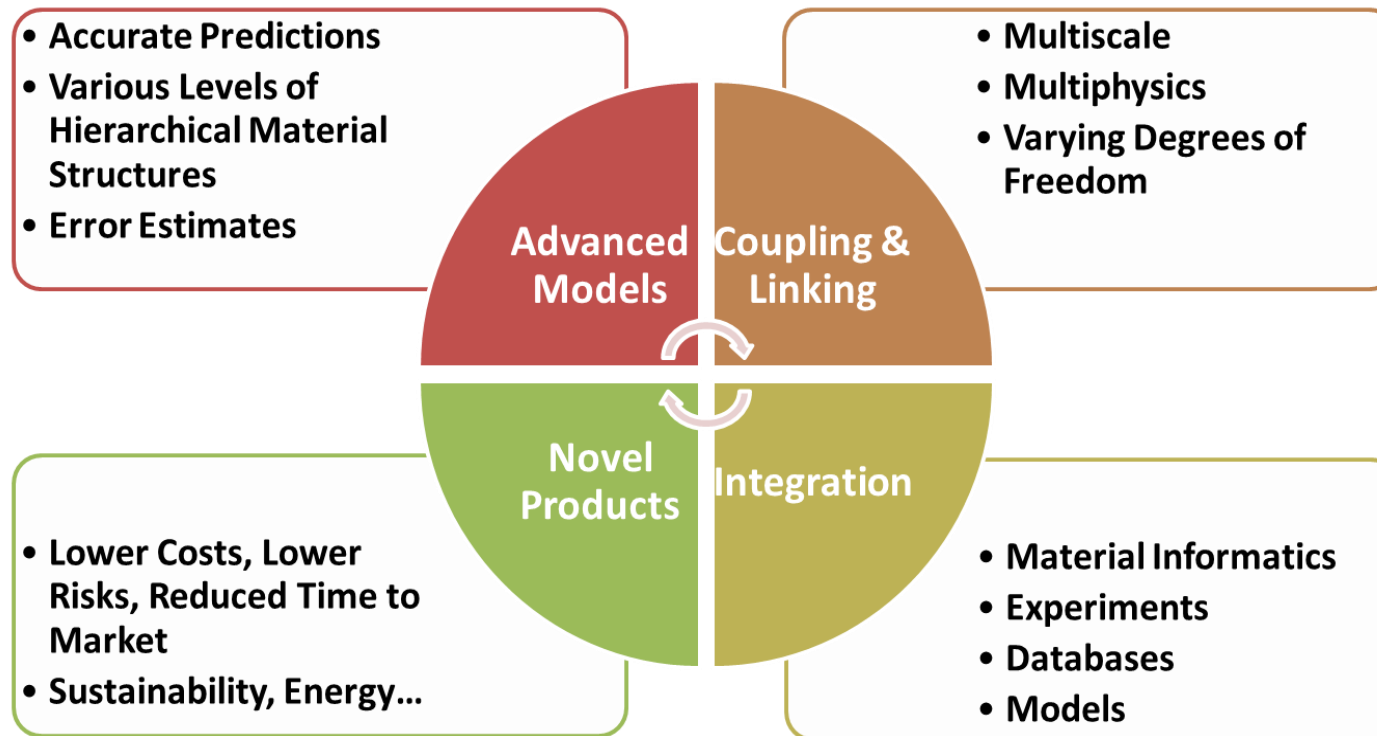 • Accurate Predictions
• Various Levels of
Hierarchical Material
Structures
• Error Estimates
• Multiscale
• Multiphysics
• Varying Degrees of
Freedom
Advanced
Models
Coupling &
Linking
Novel
Products
Integration
• Lower Costs, Lower
Risks, Reduced Time to
Market
• Sustainability, Energy…
• Material Informatics
• Experiments
• Databases
• Models